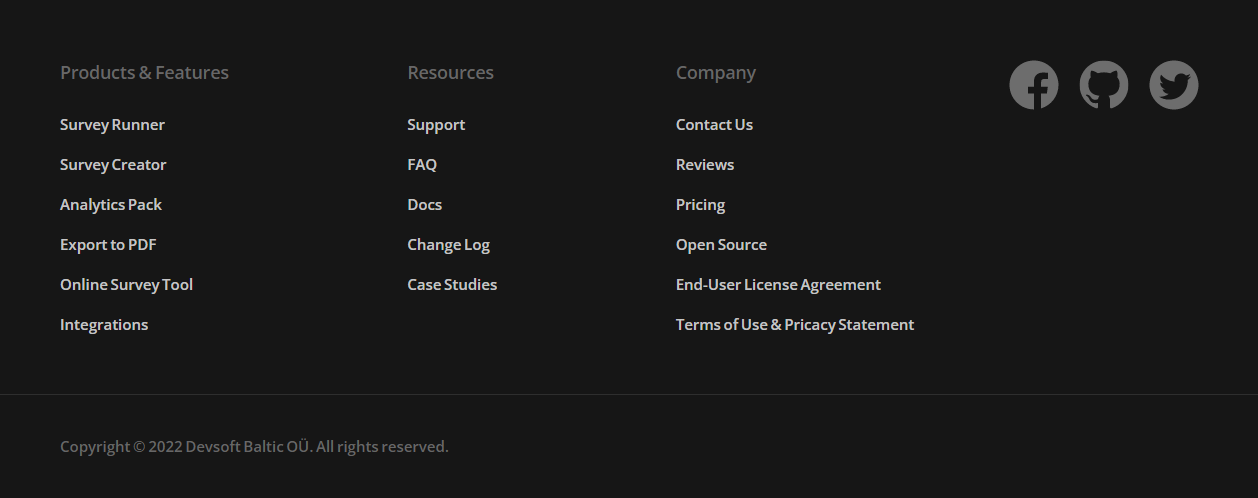 Products & Features
Survey Runner
Survey Creator
Analytics Pack
Export to PDF
Online Survey Tool
Integrations
Resources
Support
FAQ
Docs
Change Log
Case Studies
Company
Contact Us
Reviews
Pricing
Open Source
End-User License Agreement
Terms of Use & Pricacy Statement
Copyright © 2022 Devsoft Baltic OÜ. All rights reserved.